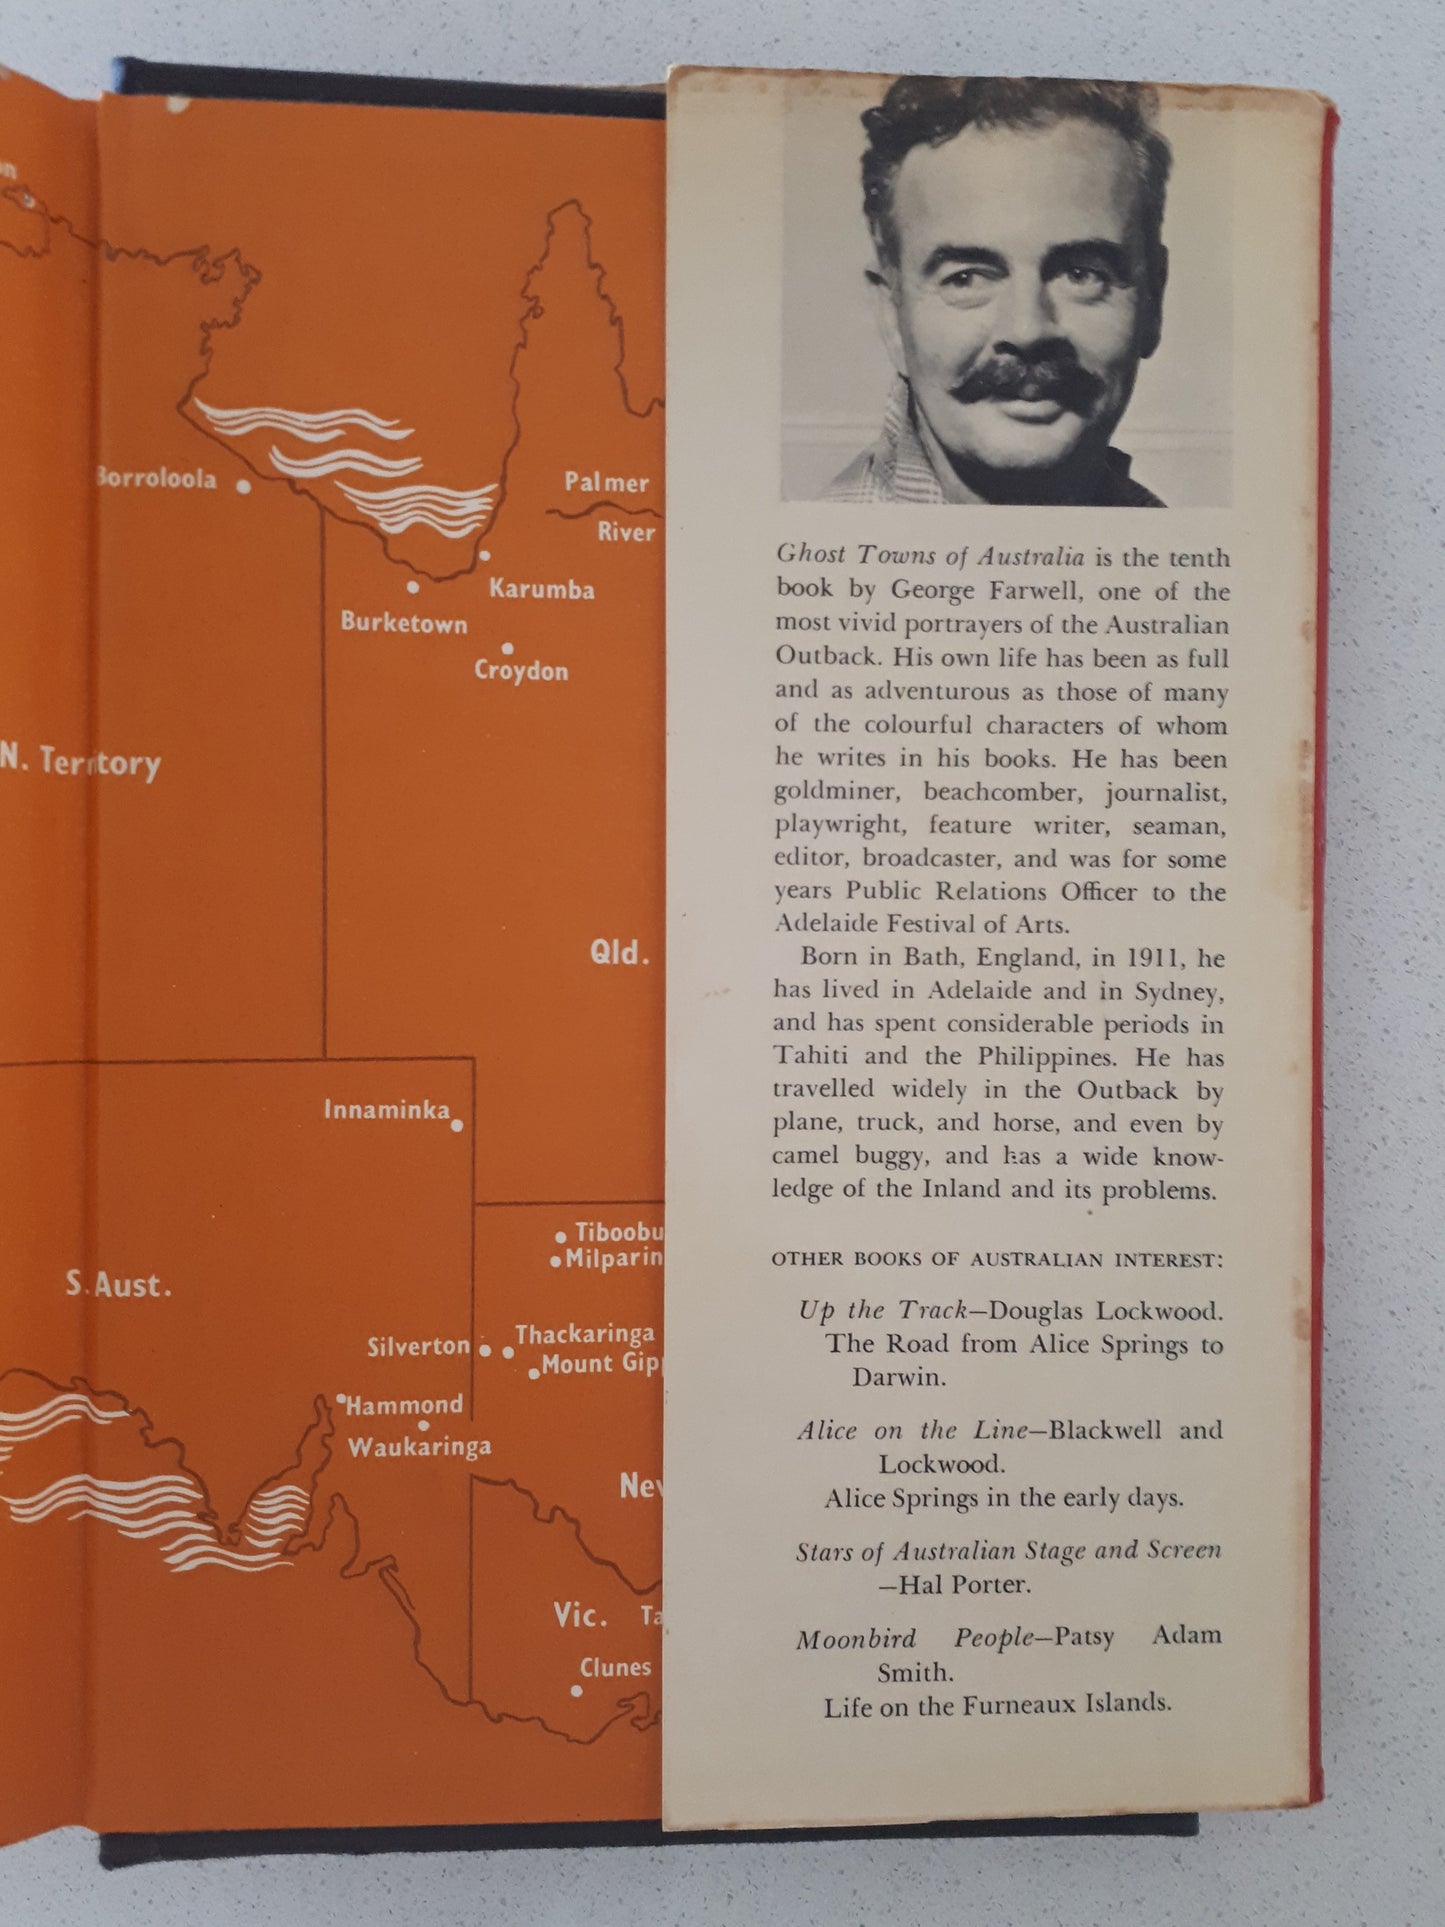 Borroloola
Palmer
River
Karumba
Burketown
Croydon
N. Territory
Qld.
Innaminka
S. Aust.
Silverton
Thackaringa
Mount
Hammond
Waukaringa
Vic.
Clunes
Ghost Towns of Australia is the tenth
book by George Farwell, one of the
most vivid portrayers of the Australian
Outback. His own life has been as full
and as adventurous as those of many
of the colourful characters of whom
he writes in his books. He has been
goldminer, beachcomber, journalist,
playwright, feature writer, seaman,
editor, broadcaster, and was for some
years Public Relations Officer to the
Adelaide Festival of Arts.
Born in Bath, England, in 1911, he
has lived in Adelaide and in Sydney,
and has spent considerable periods in
Tahiti and the Philippines. He has
travelled widely in the Outback by
plane, truck, and horse, and even by
camel buggy, and has a wide know-
ledge of the Inland and its problems.
OTHER BOOKS OF AUSTRALIAN INTEREST:
Up the Track—Douglas Lockwood.
The Road from Alice Springs to
Darwin.
Alice on the Line—Blackwell and
Lockwood.
Alice Springs in the early days.
Stars of Australian Stage and Screen
—Hal Porter.
Moonbird People—Patsy Adam
Smith.
Life on the Furneaux Islands.